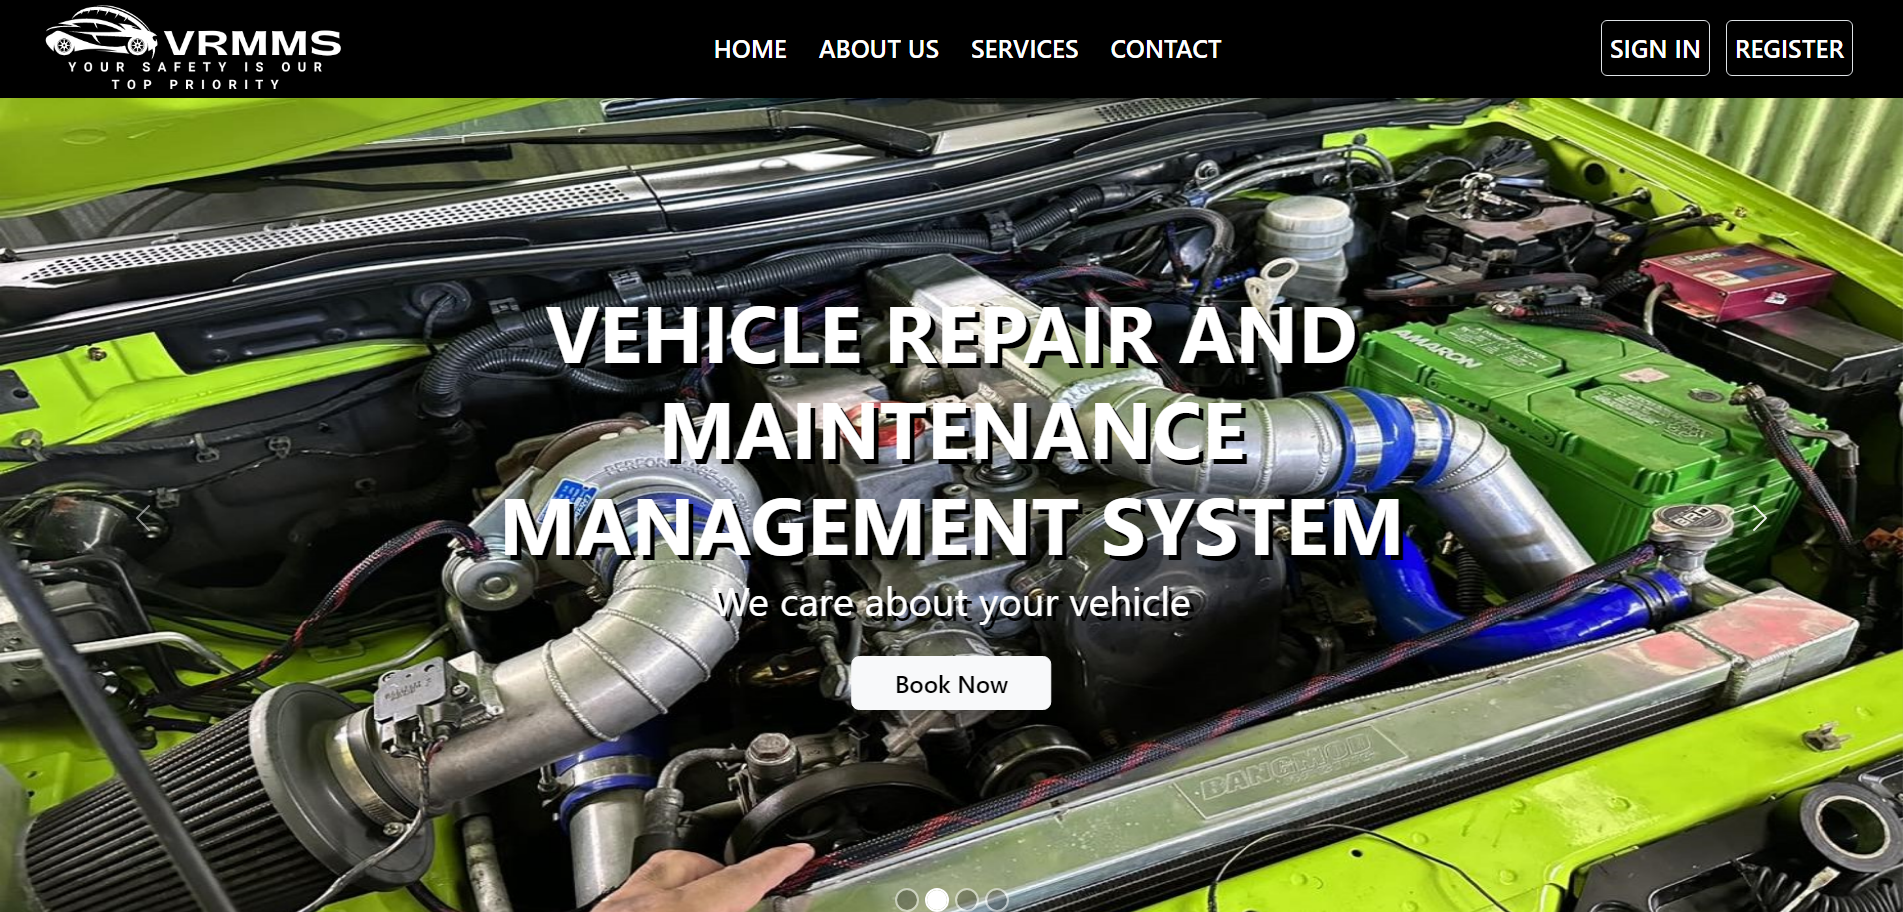 VRMMS
YOUR SAFETY IS OUR
TOP PRIORITY
HOME
ABOUT US
SERVICES
CONTACT
SIGN IN
REGISTER
VEHICLE REPAIR AND
MAINTENANCE
MANAGEMENT SYSTEM
We care about your vehicle
Book Now
AMARON
BANGMOD